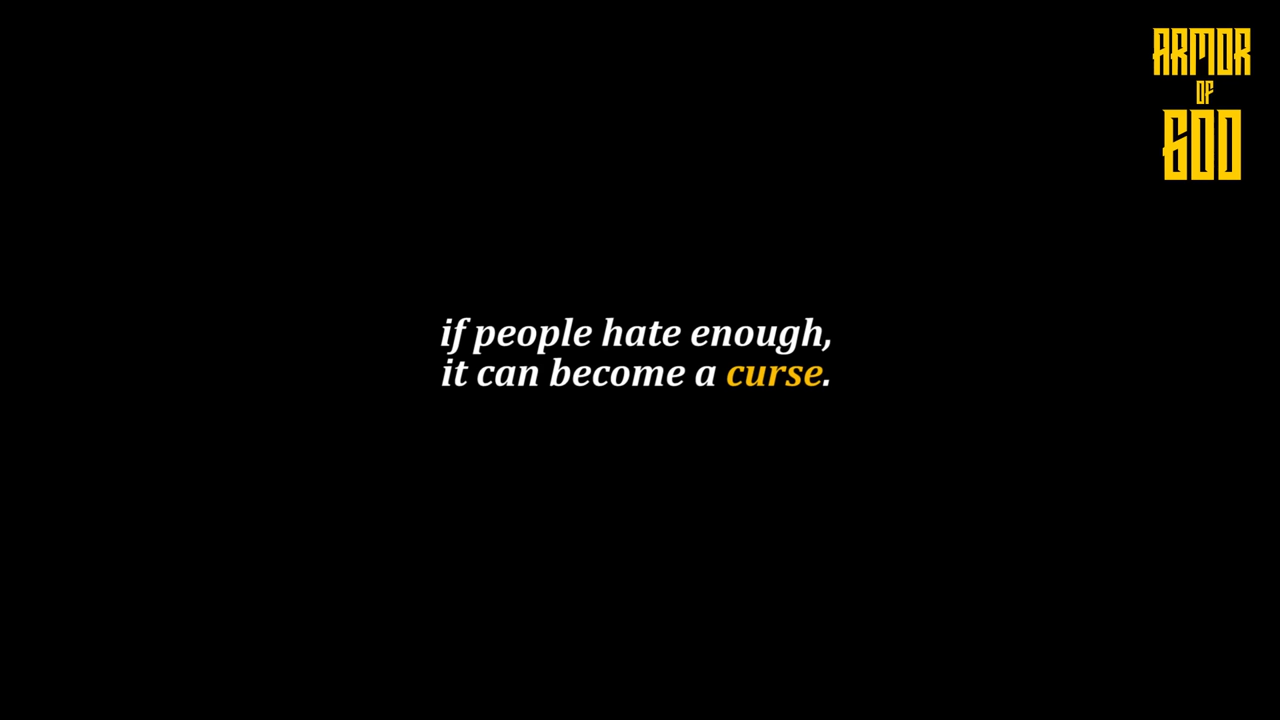 ARMOR
OF
GOD
if people hate enough,
it can become a curse.